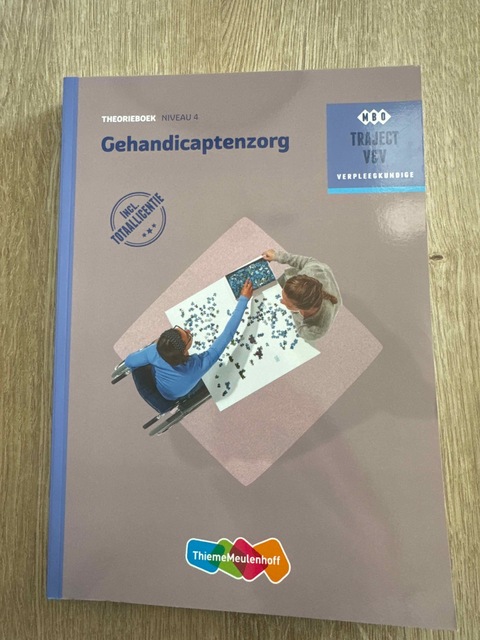 THEORIEBOEK NIVEAU 4
Gehandicaptenzorg
MBO
TRAJECT
V&V
VERPLEEGKUNDIGE
INCL.
TOTAALLICENTIE
ThiemeMeulenhoff